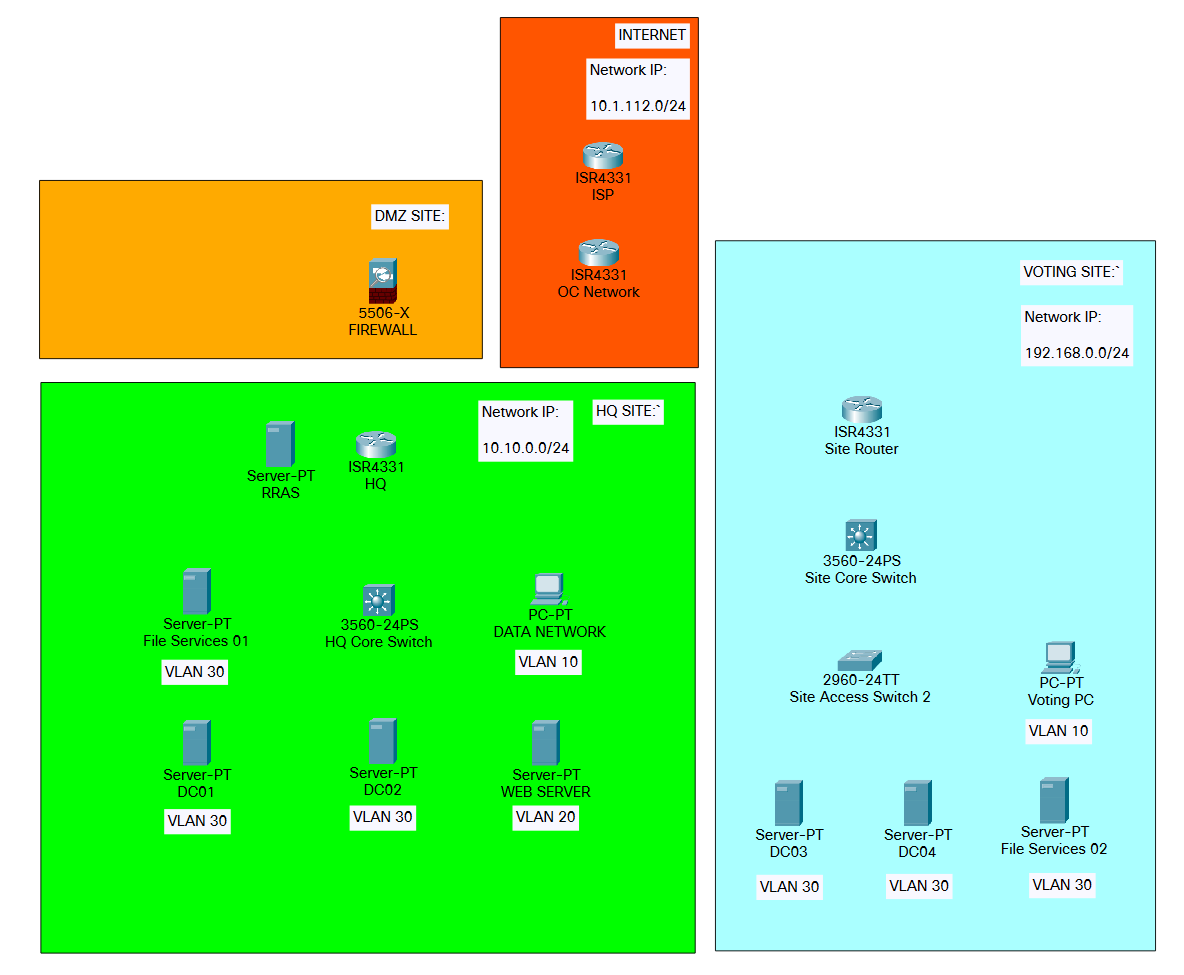 INTERNET
Network IP:
10.1.112.0/24
ISR4331
ISP
ISR4331
OC Network
DMZ SITE:
5506-X
FIREWALL
VOTING SITE:`
Network IP:
192.168.0.0/24
ISR4331
Site Router
3560-24PS
Site Core Switch
2960-24TT
Site Access Switch 2
PC-PT
Voting PC
VLAN 10
Server-PT
DC03
VLAN 30
Server-PT
DC04
VLAN 30
Server-PT
File Services 02
VLAN 30
Network IP:
10.10.0.0/24
HQ SITE:`
Server-PT
RRAS
ISR4331
HQ
Server-PT
File Services 01
VLAN 30
3560-24PS
HQ Core Switch
PC-PT
DATA NETWORK
VLAN 10
Server-PT
DC01
VLAN 30
Server-PT
DC02
VLAN 30
Server-PT
WEB SERVER
VLAN 20